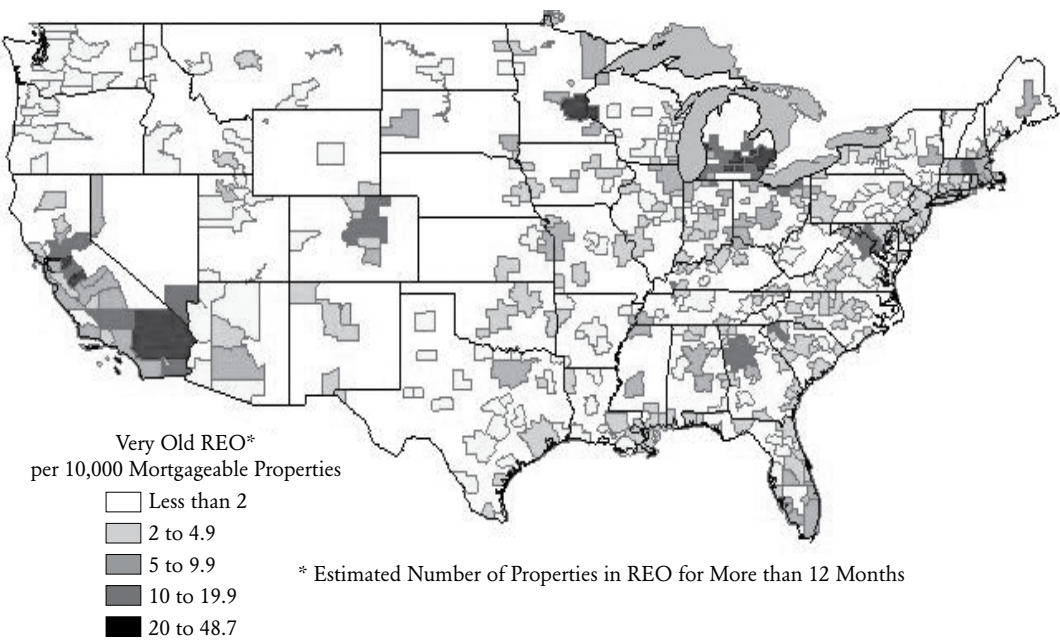 Very Old REO*
per 10,000 Mortgageable Properties
Less than 2
2 to 4.9
5 to 9.9
10 to 19.9
20 to 48.7
* Estimated Number of Properties in REO for More than 12 Months